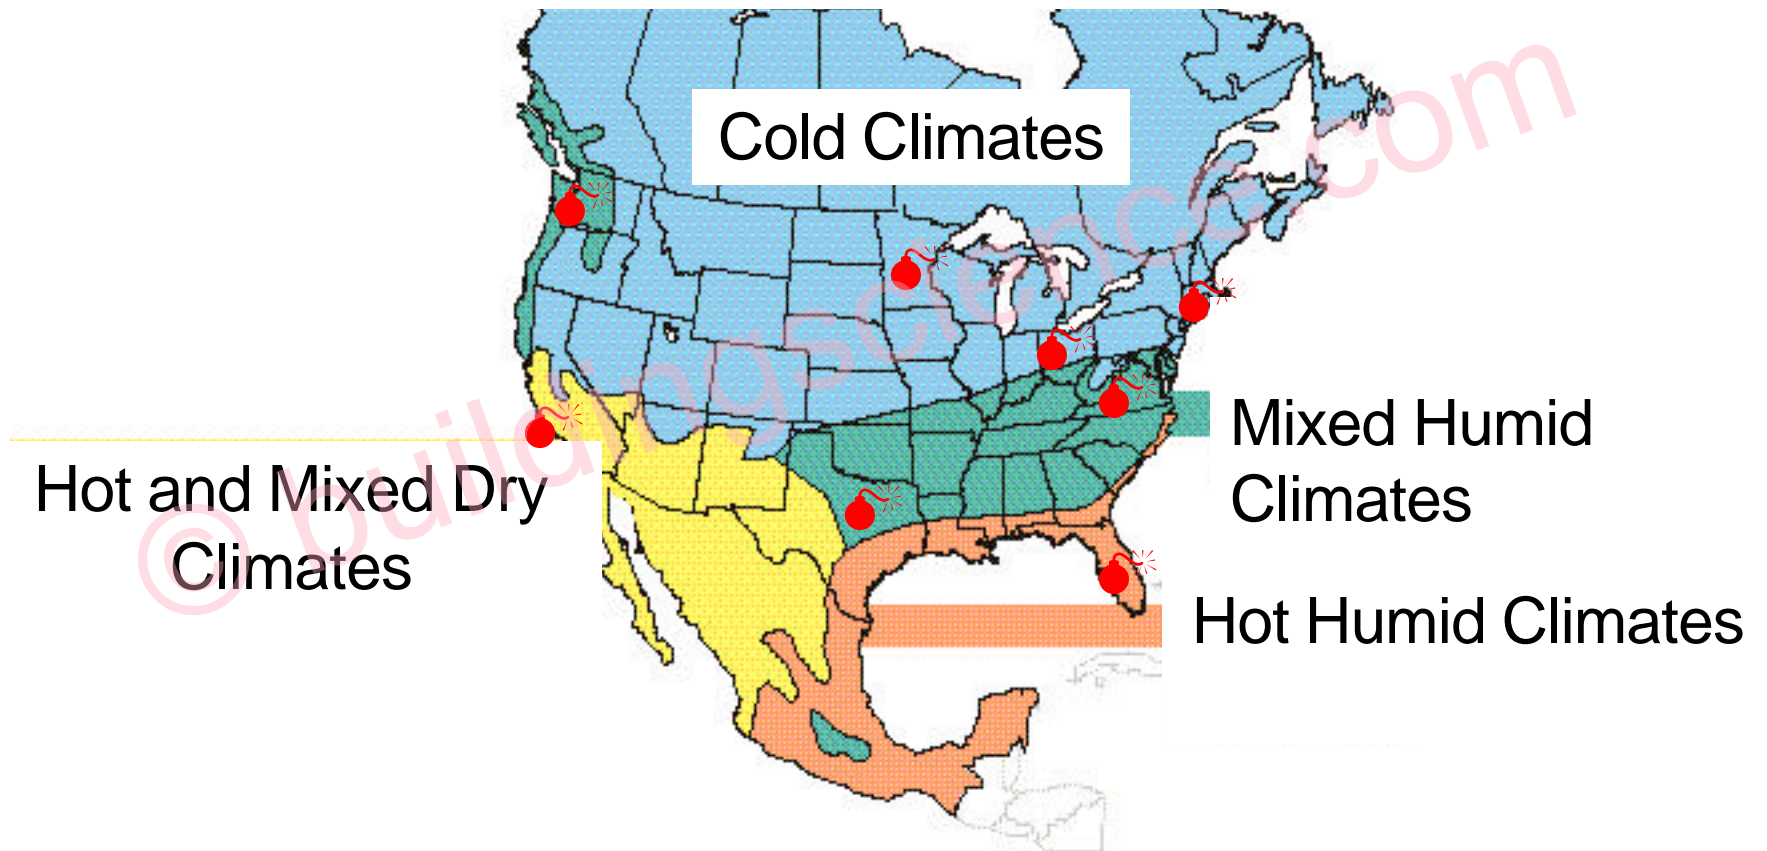 Cold Climates
Mixed Humid
Climates
Hot and Mixed Dry
Climates
Hot Humid Climates
© buildingscience.com